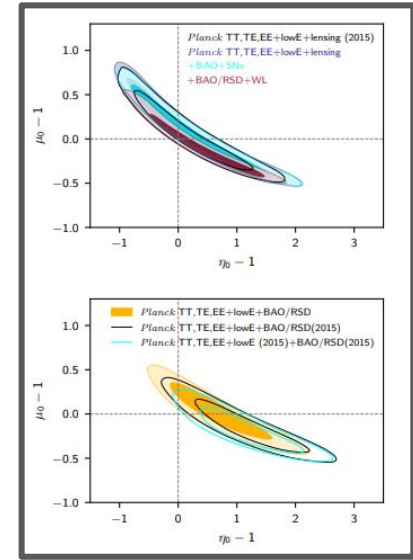 Planck TT,TE,EE+lowE+lensing (2015)
Planck TT,TE,EE+lowE+lensing
+BAO+SNe
+BAO/RSD+WL
1.0
0.5
0.0
−0.5
−1.0
μ₀ − 1
−1 0 1 2 3
η₀ − 1
Planck TT,TE,EE+lowE+BAO/RSD
Planck TT,TE,EE+lowE+BAO/RSD(2015)
Planck TT,TE,EE+lowE (2015)+BAO/RSD(2015)
1.0
0.5
0.0
−0.5
−1.0
μ₀ − 1
−1 0 1 2 3
η₀ − 1